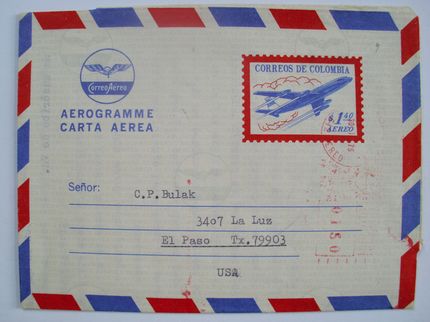 CorreoAereo
AEROGRAMME
CARTA AEREA
CORREOS DE COLOMBIA
$1.40
AEREO
Señor:
C.P.Bulak
3407 La Luz
El Paso Tx.79903
USA
0150